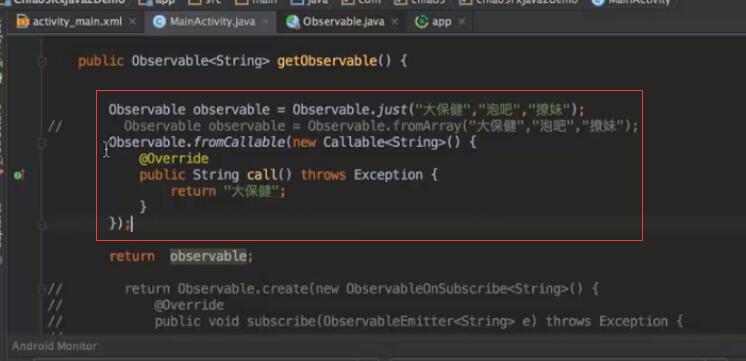 activity_main.xml × MainActivity.java × Observable.java × app ×
public Observable<String> getObservable() {
Observable observable = Observable.just("大保健","泡吧","撩妹");
// Observable observable = Observable.fromArray("大保健","泡吧","撩妹");
Observable.fromCallable(new Callable<String>() {
@Override
public String call() throws Exception {
return "大保健";
}
});
return observable;
// return Observable.create(new ObservableOnSubscribe<String>() {
// @Override
// public void subscribe(ObservableEmitter<String> e) throws Exception {
Android Monitor